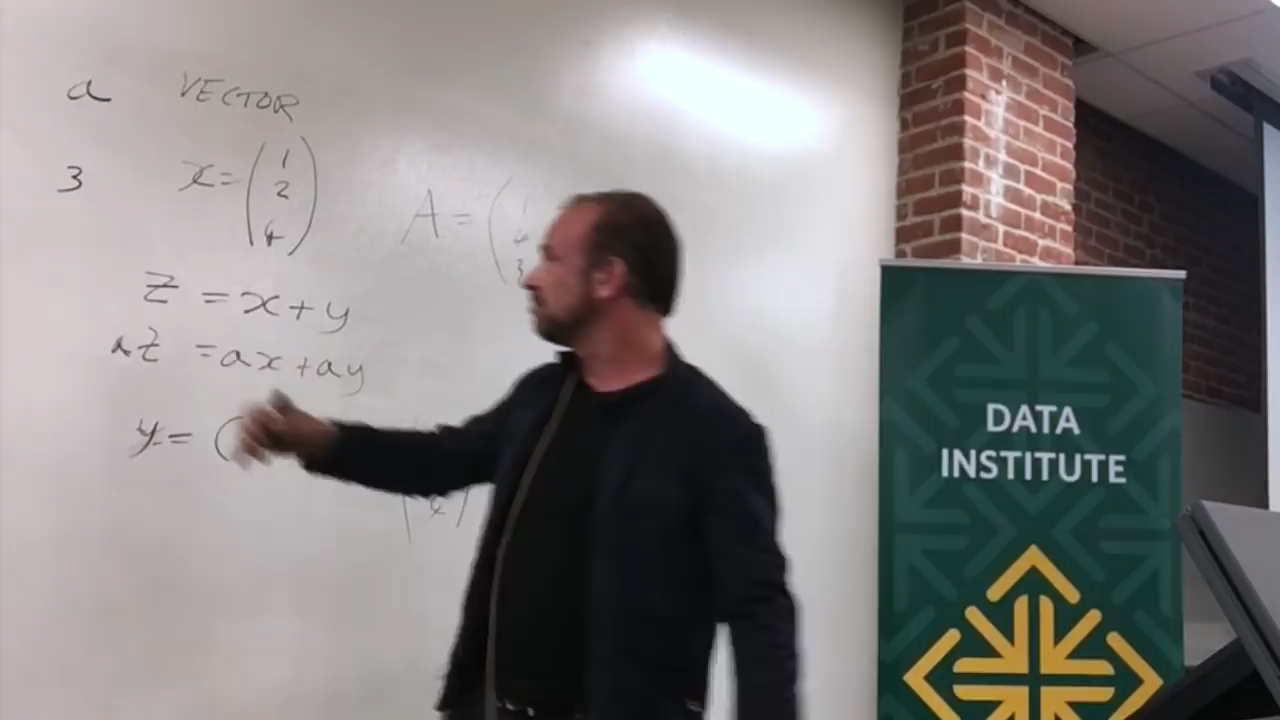 a VECTOR
3 x = ( 1 2 4 )
A = (
z = x + y
az = ax + ay
y = (
DATA
INSTITUTE